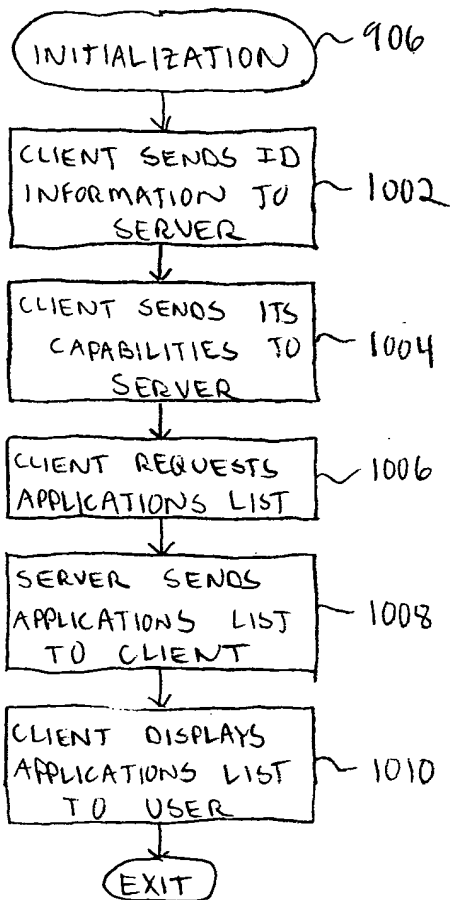 INITIALIZATION
906
CLIENT SENDS ID
INFORMATION TO
SERVER
1002
CLIENT SENDS ITS
CAPABILITIES TO
SERVER
1004
CLIENT REQUESTS
APPLICATIONS LIST
1006
SERVER SENDS
APPLICATIONS LIST
TO CLIENT
1008
CLIENT DISPLAYS
APPLICATIONS LIST
TO USER
1010
EXIT